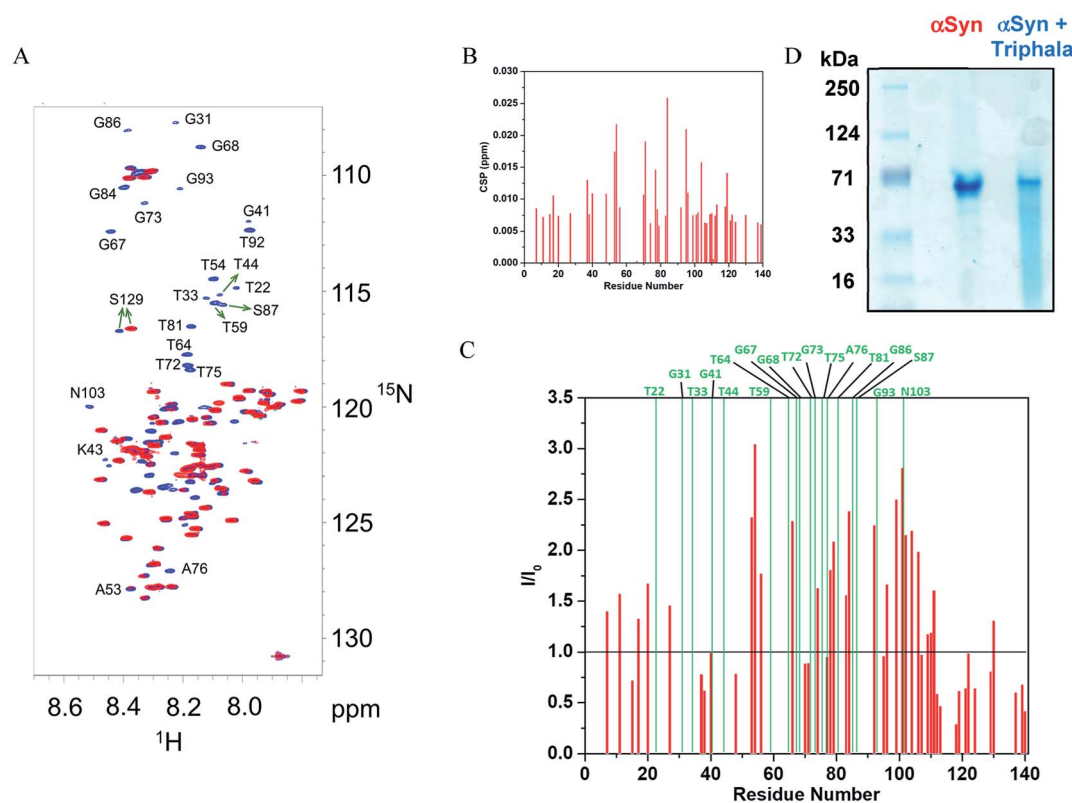 A
G86
G31
G68
G84
G93
G73
G41
G67
T92
T54
T44
T22
T33
S129
S87
T59
T81
T64
T72
T75
N103
K43
A53
A76
110
115
15N
120
125
130
8.6
8.4
8.2
8.0
ppm
1H
B
0.030
0.025
0.020
0.015
0.010
0.005
0.000
CSP (ppm)
0 20 40 60 80 100 120 140
Residue Number
αSyn
αSyn +
Triphala
D
kDa
250
124
71
33
16
C
G67
G73
A76
G86
T64
G68
T72
T75
T81
S87
G31
G41
T22
T33
T44
T59
G93
N103
3.5
3.0
2.5
2.0
1.5
1.0
0.5
0.0
I/I0
0 20 40 60 80 100 120 140
Residue Number